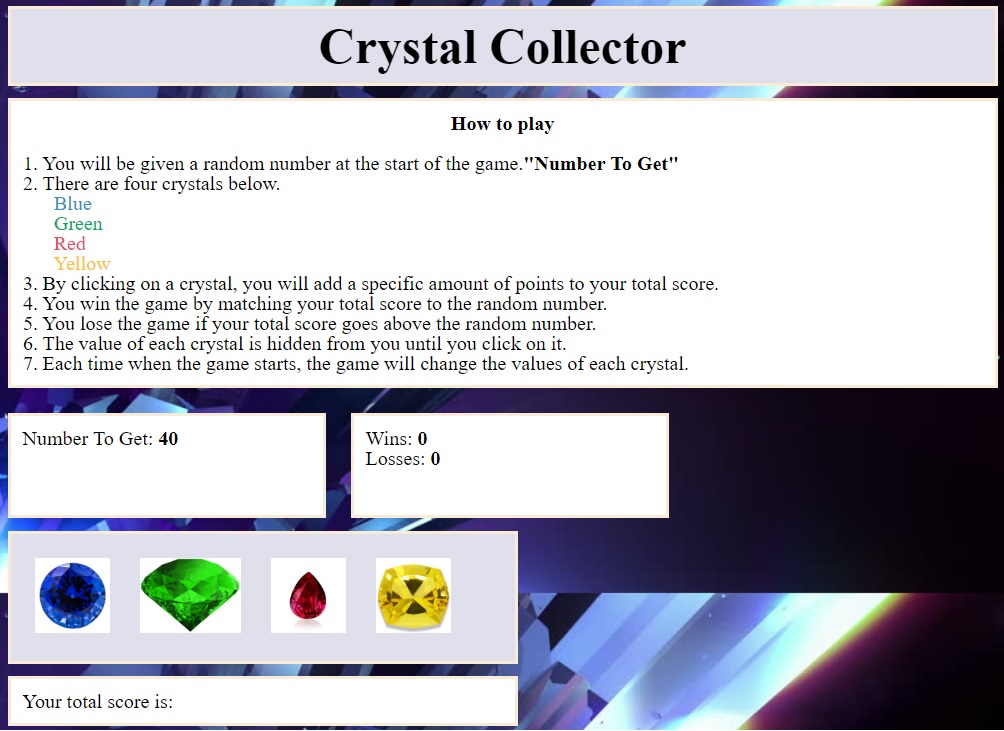 Crystal Collector
How to play
1. You will be given a random number at the start of the game."Number To Get"
2. There are four crystals below.
Blue
Green
Red
Yellow
3. By clicking on a crystal, you will add a specific amount of points to your total score.
4. You win the game by matching your total score to the random number.
5. You lose the game if your total score goes above the random number.
6. The value of each crystal is hidden from you until you click on it.
7. Each time when the game starts, the game will change the values of each crystal.
Number To Get: 40
Wins: 0
Losses: 0
Your total score is: